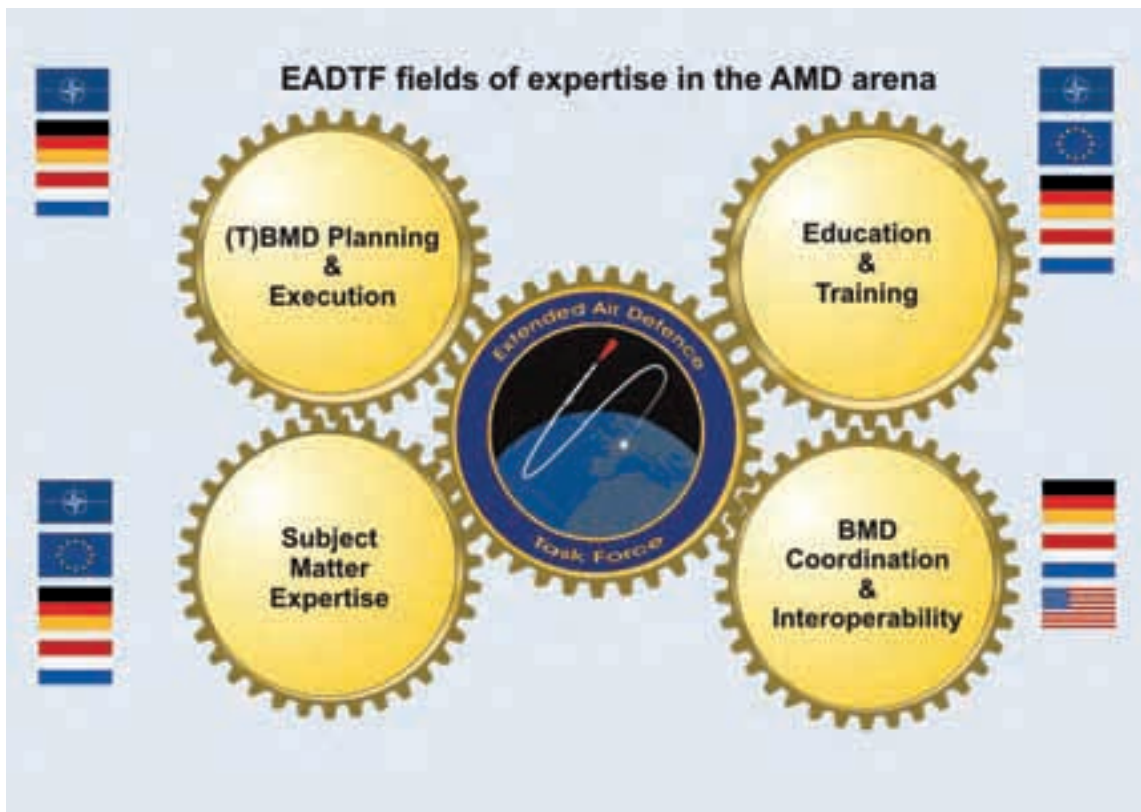 EADTF fields of expertise in the AMD arena
(T)BMD Planning
&
Execution
Education
&
Training
Extended Air Defence
Task Force
Subject
Matter
Expertise
BMD
Coordination
&
Interoperability